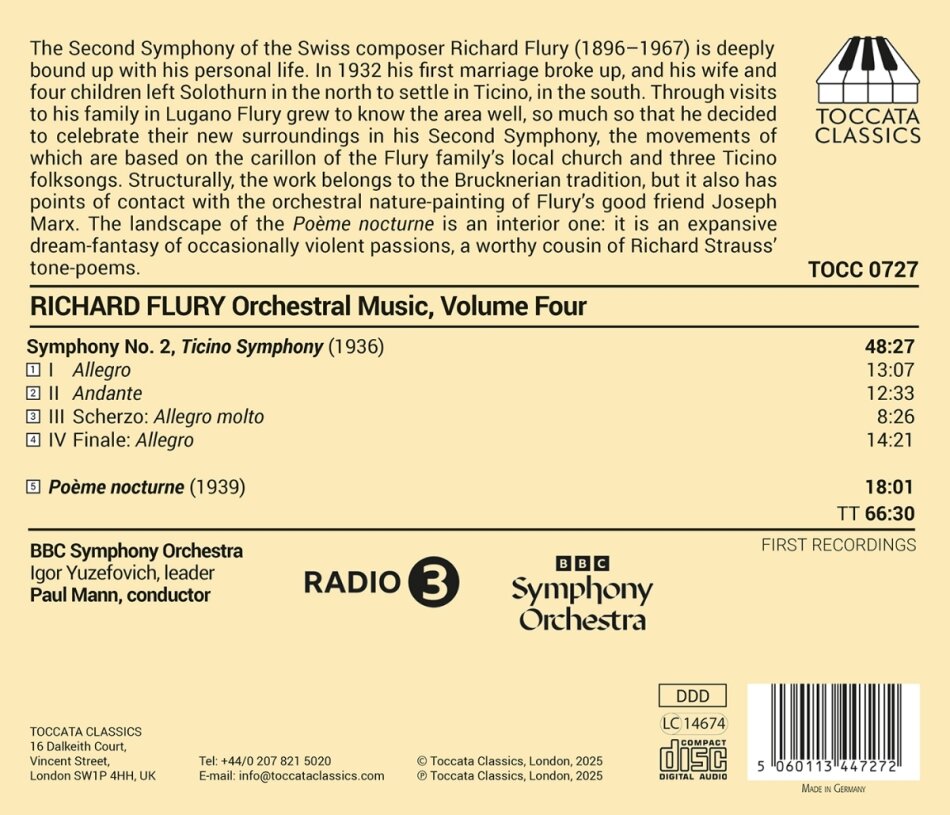 The Second Symphony of the Swiss composer Richard Flury (1896–1967) is deeply
bound up with his personal life. In 1932 his first marriage broke up, and his wife and
four children left Solothurn in the north to settle in Ticino, in the south. Through visits
to his family in Lugano Flury grew to know the area well, so much so that he decided
to celebrate their new surroundings in his Second Symphony, the movements of
which are based on the carillon of the Flury family's local church and three Ticino
folksongs. Structurally, the work belongs to the Brucknerian tradition, but it also has
points of contact with the orchestral nature-painting of Flury's good friend Joseph
Marx. The landscape of the Poème nocturne is an interior one: it is an expansive
dream-fantasy of occasionally violent passions, a worthy cousin of Richard Strauss'
tone-poems.
TOCCATA
CLASSICS
TOCC 0727
RICHARD FLURY Orchestral Music, Volume Four
Symphony No. 2, Ticino Symphony (1936) 48:27
1 I Allegro 13:07
2 II Andante 12:33
3 III Scherzo: Allegro molto 8:26
4 IV Finale: Allegro 14:21
5 Poème nocturne (1939) 18:01
TT 66:30
FIRST RECORDINGS
BBC Symphony Orchestra
Igor Yuzefovich, leader
Paul Mann, conductor
RADIO 3
BBC
Symphony
Orchestra
TOCCATA CLASSICS
16 Dalkeith Court,
Vincent Street,
London SW1P 4HH, UK
Tel: +44/0 207 821 5020
E-mail: info@toccataclassics.com
© Toccata Classics, London, 2025
℗ Toccata Classics, London, 2025
DDD
LC 14674
COMPACT
disc
DIGITAL AUDIO
5 060113 447272
MADE IN GERMANY